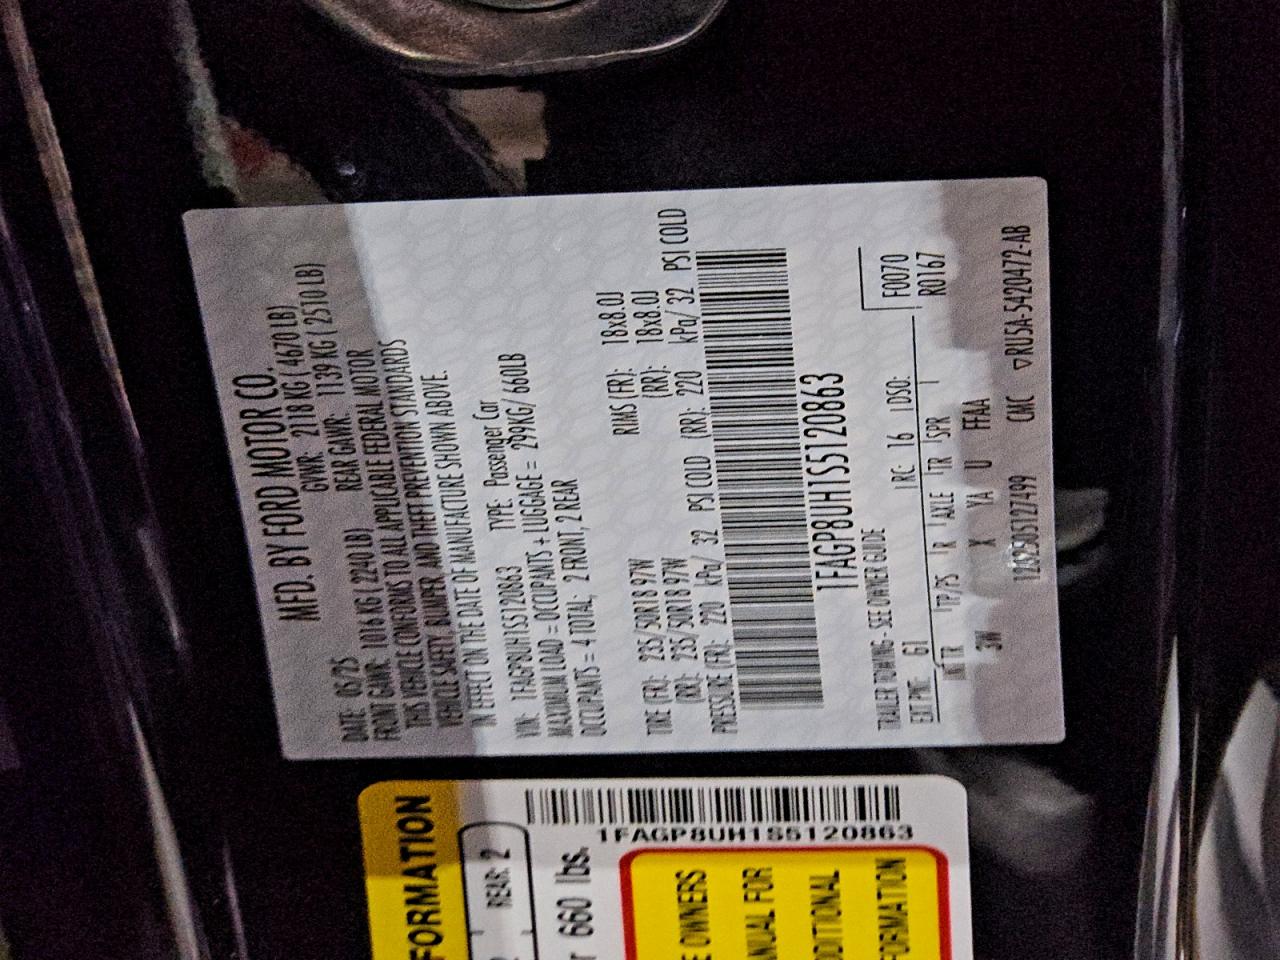 MFD. BY FORD MOTOR CO.
DATE: 05/25 GVWR: 2118 KG ( 4670 LB)
FRONT GAWR: 1016 KG ( 2240 LB) REAR GAWR: 1139 KG ( 2510 LB)
THIS VEHICLE CONFORMS TO ALL APPLICABLE FEDERAL MOTOR
VEHICLE SAFETY, BUMPER, AND THEFT PREVENTION STANDARDS
IN EFFECT ON THE DATE OF MANUFACTURE SHOWN ABOVE.
VIN: 1FAGP8UH1S5120863 TYPE: Passenger Car
MAXIMUM LOAD = OCCUPANTS + LUGGAGE = 299KG/ 660LB
OCCUPANTS = 4 TOTAL; 2 FRONT, 2 REAR
TIRE (FR): 235/50R18 97W RIMS (FR): 18x8.0J
(RR): 235/50R18 97W (RR): 18x8.0J
PRESSURE (FR): 220 kPa/ 32 PSI COLD (RR): 220 kPa/ 32 PSI COLD
1FAGP8UH1S5120863
TRAILER TOWING- SEE OWNER GUIDE
F0070
EXT PNT: G1 RC: 16 DSO: R0167
INT TR TP/PS R AXLE TR SPR
3W X YA U FFAA
CMC ▽RU5A-5420472-AB
FORMATION
REAR 2
660 lbs.
1FAGP8UH1S5120863
OWNERS
ANUAL FOR
DDITIONAL
FORMATION